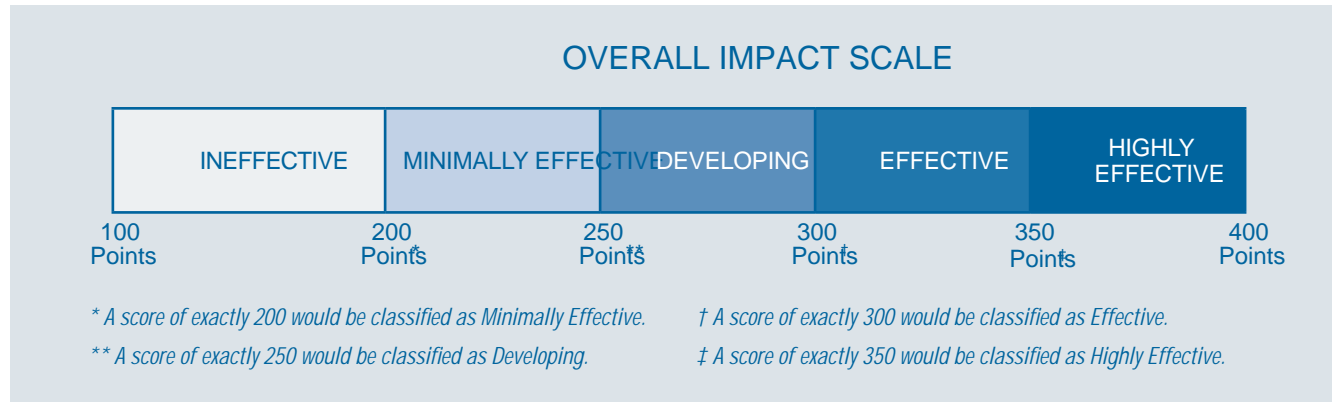 OVERALL IMPACT SCALE
INEFFECTIVE
MINIMALLY EFFECTIVE
DEVELOPING
EFFECTIVE
HIGHLY
EFFECTIVE
100
Points
200
Points*
250
Points**
300
Points†
350
Points‡
400
Points
* A score of exactly 200 would be classified as Minimally Effective.
** A score of exactly 250 would be classified as Developing.
† A score of exactly 300 would be classified as Effective.
‡ A score of exactly 350 would be classified as Highly Effective.